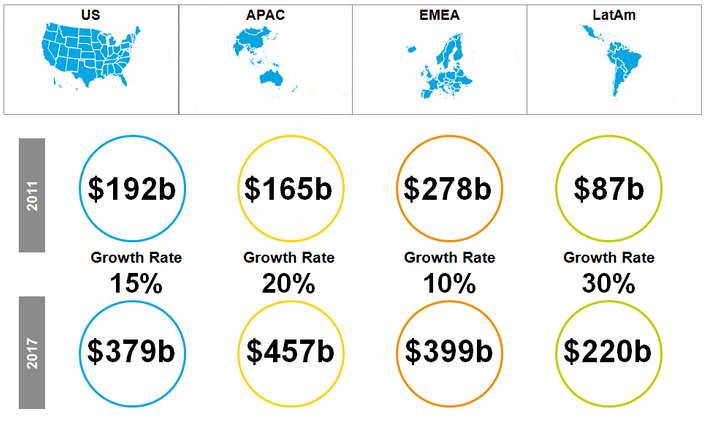 US APAC EMEA LatAm
2011
$192b $165b $278b $87b
Growth Rate Growth Rate Growth Rate Growth Rate
15% 20% 10% 30%
2017
$379b $457b $399b $220b